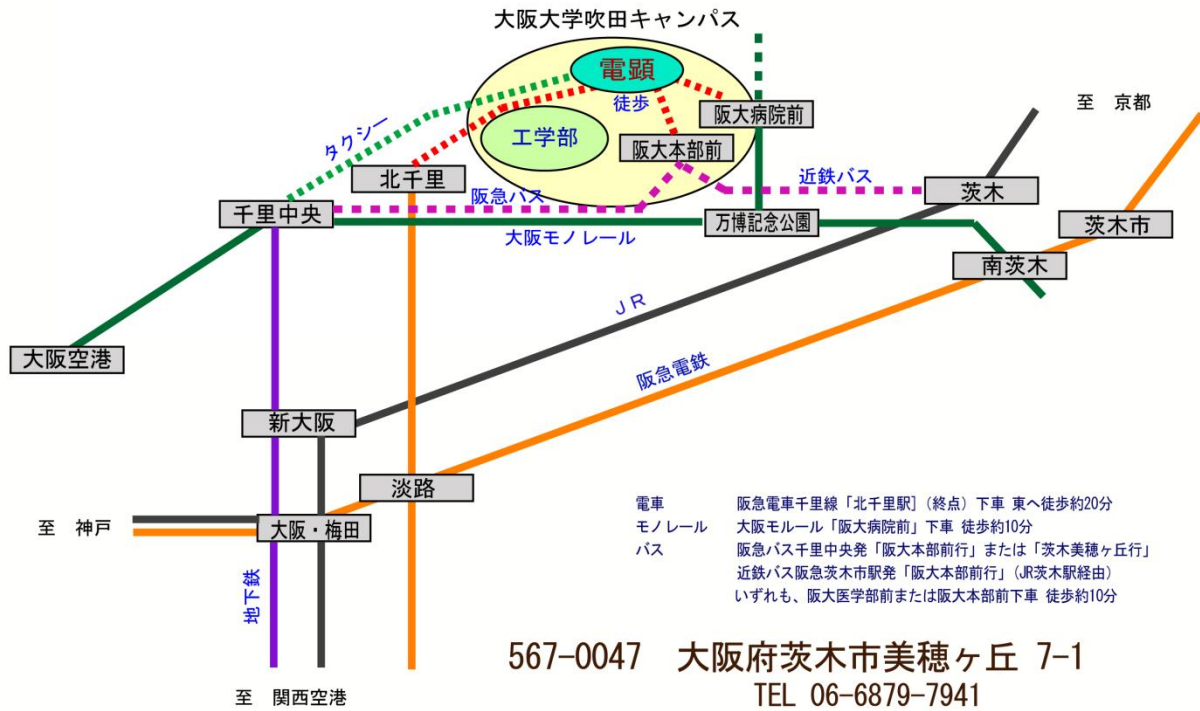 大阪大学吹田キャンパス
電顕
徒歩
阪大病院前
至 京都
タクシー
工学部
阪大本部前
北千里
阪急バス
近鉄バス
茨木
千里中央
大阪モノレール
万博記念公園
茨木市
南茨木
JR
大阪空港
阪急電鉄
新大阪
淡路
至 神戸
大阪・梅田
地下鉄
至 関西空港
電車 阪急電車千里線「北千里駅](終点)下車 東へ徒歩約20分
モノレール 大阪モルール「阪大病院前」下車 徒歩約10分
バス 阪急バス千里中央発「阪大本部前行」または「茨木美穂ヶ丘行」
近鉄バス阪急茨木市駅発「阪大本部前行」(JR茨木駅経由)
いずれも、阪大医学部前または阪大本部前下車 徒歩約10分
567-0047 大阪府茨木市美穂ヶ丘 7-1
TEL 06-6879-7941